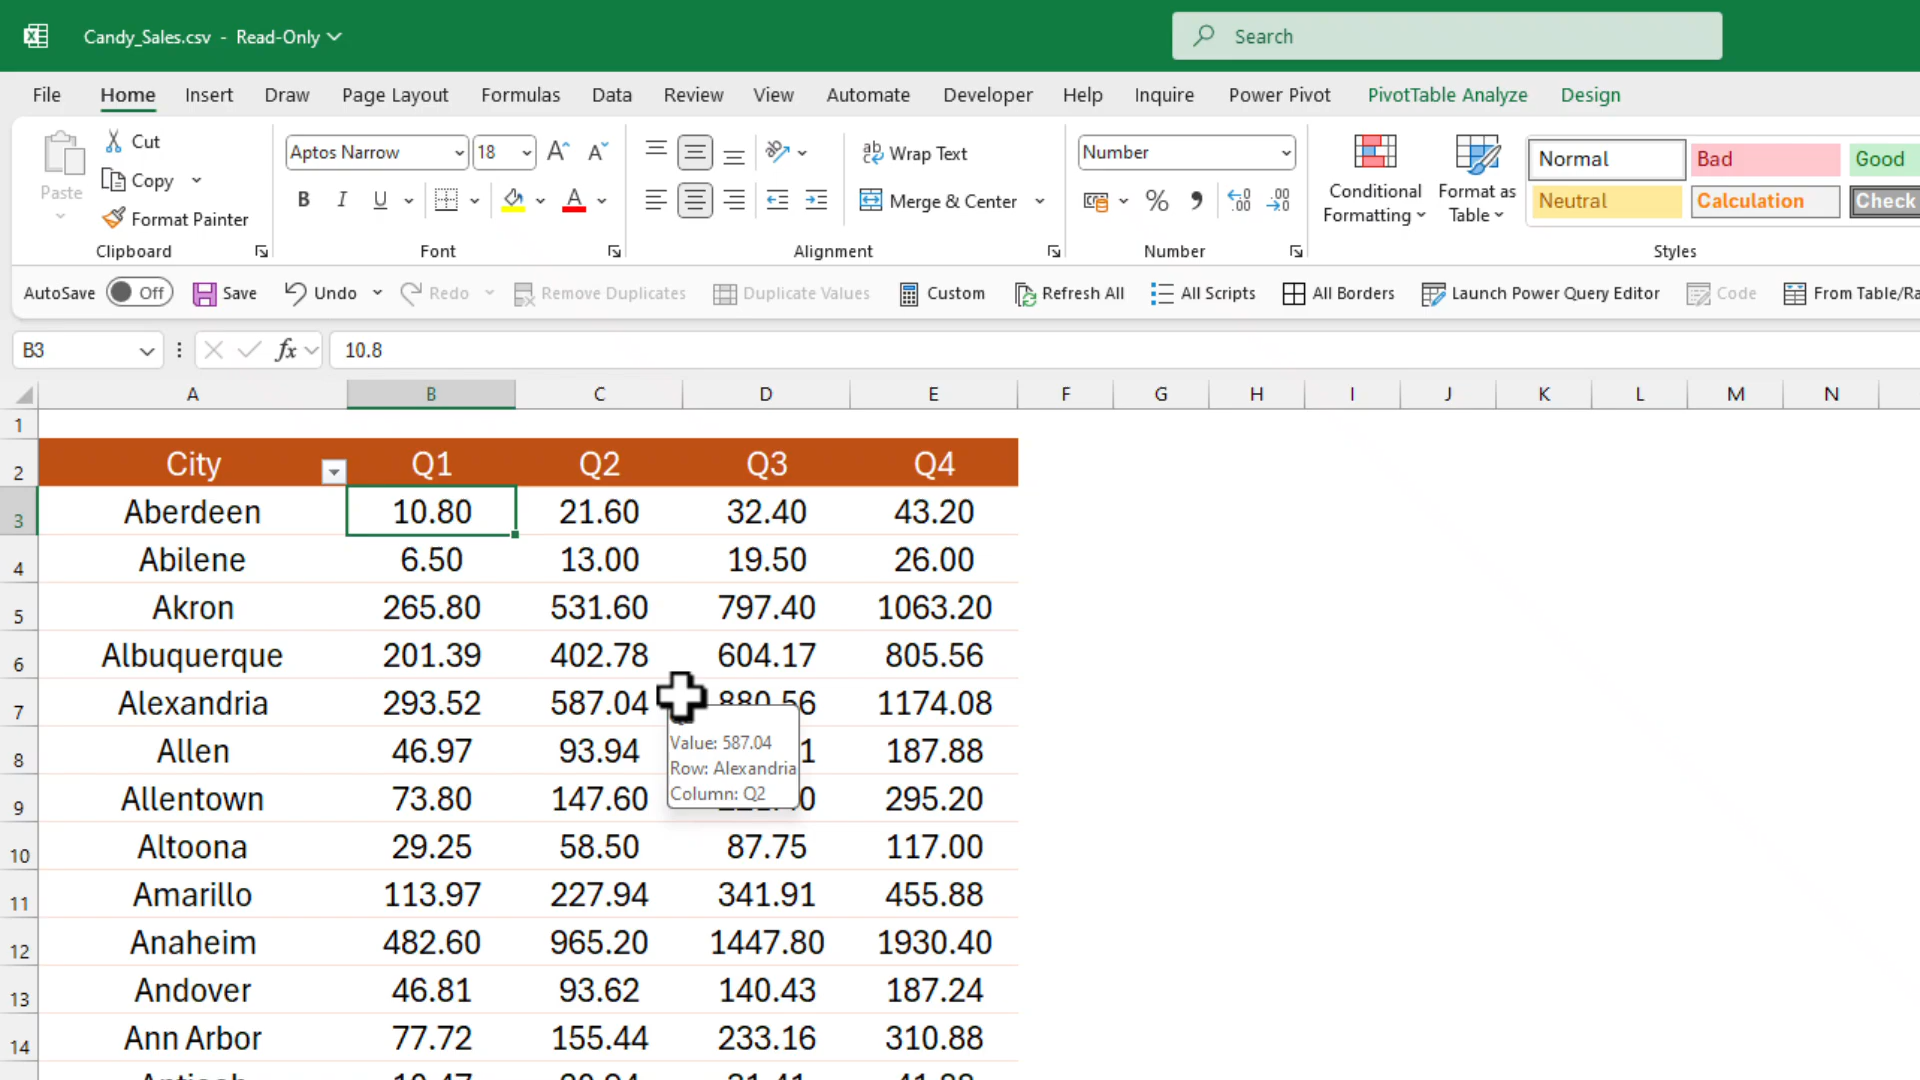 Candy_Sales.csv - Read-Only
Search
File Home Insert Draw Page Layout Formulas Data Review View Automate Developer Help Inquire Power Pivot PivotTable Analyze Design
Paste
Cut
Copy
Format Painter
Clipboard
Aptos Narrow 18
B I U
Font
Wrap Text
Merge & Center
Alignment
Number
Number
Conditional Formatting
Format as Table
Normal Bad Good
Neutral Calculation Check
Styles
AutoSave Off Save Undo Redo Remove Duplicates Duplicate Values Custom Refresh All All Scripts All Borders Launch Power Query Editor Code From Table/Ra
B3 fx 10.8
A B C D E F G H I J K L M N
1
2 City Q1 Q2 Q3 Q4
3 Aberdeen 10.80 21.60 32.40 43.20
4 Abilene 6.50 13.00 19.50 26.00
5 Akron 265.80 531.60 797.40 1063.20
6 Albuquerque 201.39 402.78 604.17 805.56
7 Alexandria 293.52 587.04 880.56 1174.08
Value: 587.04
Row: Alexandria
Column: Q2
8 Allen 46.97 93.94 187.88
9 Allentown 73.80 147.60 295.20
10 Altoona 29.25 58.50 87.75 117.00
11 Amarillo 113.97 227.94 341.91 455.88
12 Anaheim 482.60 965.20 1447.80 1930.40
13 Andover 46.81 93.62 140.43 187.24
14 Ann Arbor 77.72 155.44 233.16 310.88